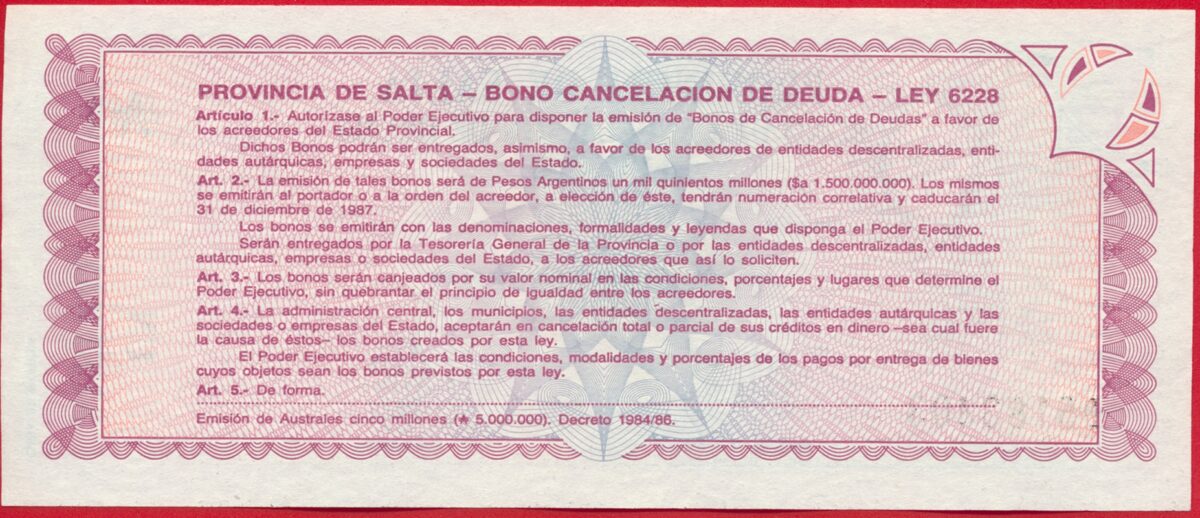 PROVINCIA DE SALTA – BONO CANCELACION DE DEUDA – LEY 6228
Artículo 1.- Autorízase al Poder Ejecutivo para disponer la emisión de "Bonos de Cancelación de Deudas" a favor de
los acreedores del Estado Provincial.
Dichos Bonos podrán ser entregados, asimismo, a favor de los acreedores de entidades descentralizadas, enti-
dades autárquicas, empresas y sociedades del Estado.
Art. 2.- La emisión de tales bonos será de Pesos Argentinos un mil quinientos millones ($a 1.500.000.000). Los mismos
se emitirán al portador o a la orden del acreedor, a elección de éste, tendrán numeración correlativa y caducarán el
31 de diciembre de 1987.
Los bonos se emitirán con las denominaciones, formalidades y leyendas que disponga el Poder Ejecutivo.
Serán entregados por la Tesorería General de la Provincia o por las entidades descentralizadas, entidades
autárquicas, empresas o sociedades del Estado, a los acreedores que así lo soliciten.
Art. 3.- Los bonos serán canjeados por su valor nominal en las condiciones, porcentajes y lugares que determine el
Poder Ejecutivo, sin quebrantar el principio de igualdad entre los acreedores.
Art. 4.- La administración central, los municipios, las entidades descentralizadas, las entidades autárquicas y las
sociedades o empresas del Estado, aceptarán en cancelación total o parcial de sus créditos en dinero –sea cual fuere
la causa de éstos– los bonos creados por esta ley.
El Poder Ejecutivo establecerá las condiciones, modalidades y porcentajes de los pagos por entrega de bienes
cuyos objetos sean los bonos previstos por esta ley.
Art. 5.- De forma.
Emisión de Australes cinco millones (₳ 5.000.000). Decreto 1984/86.